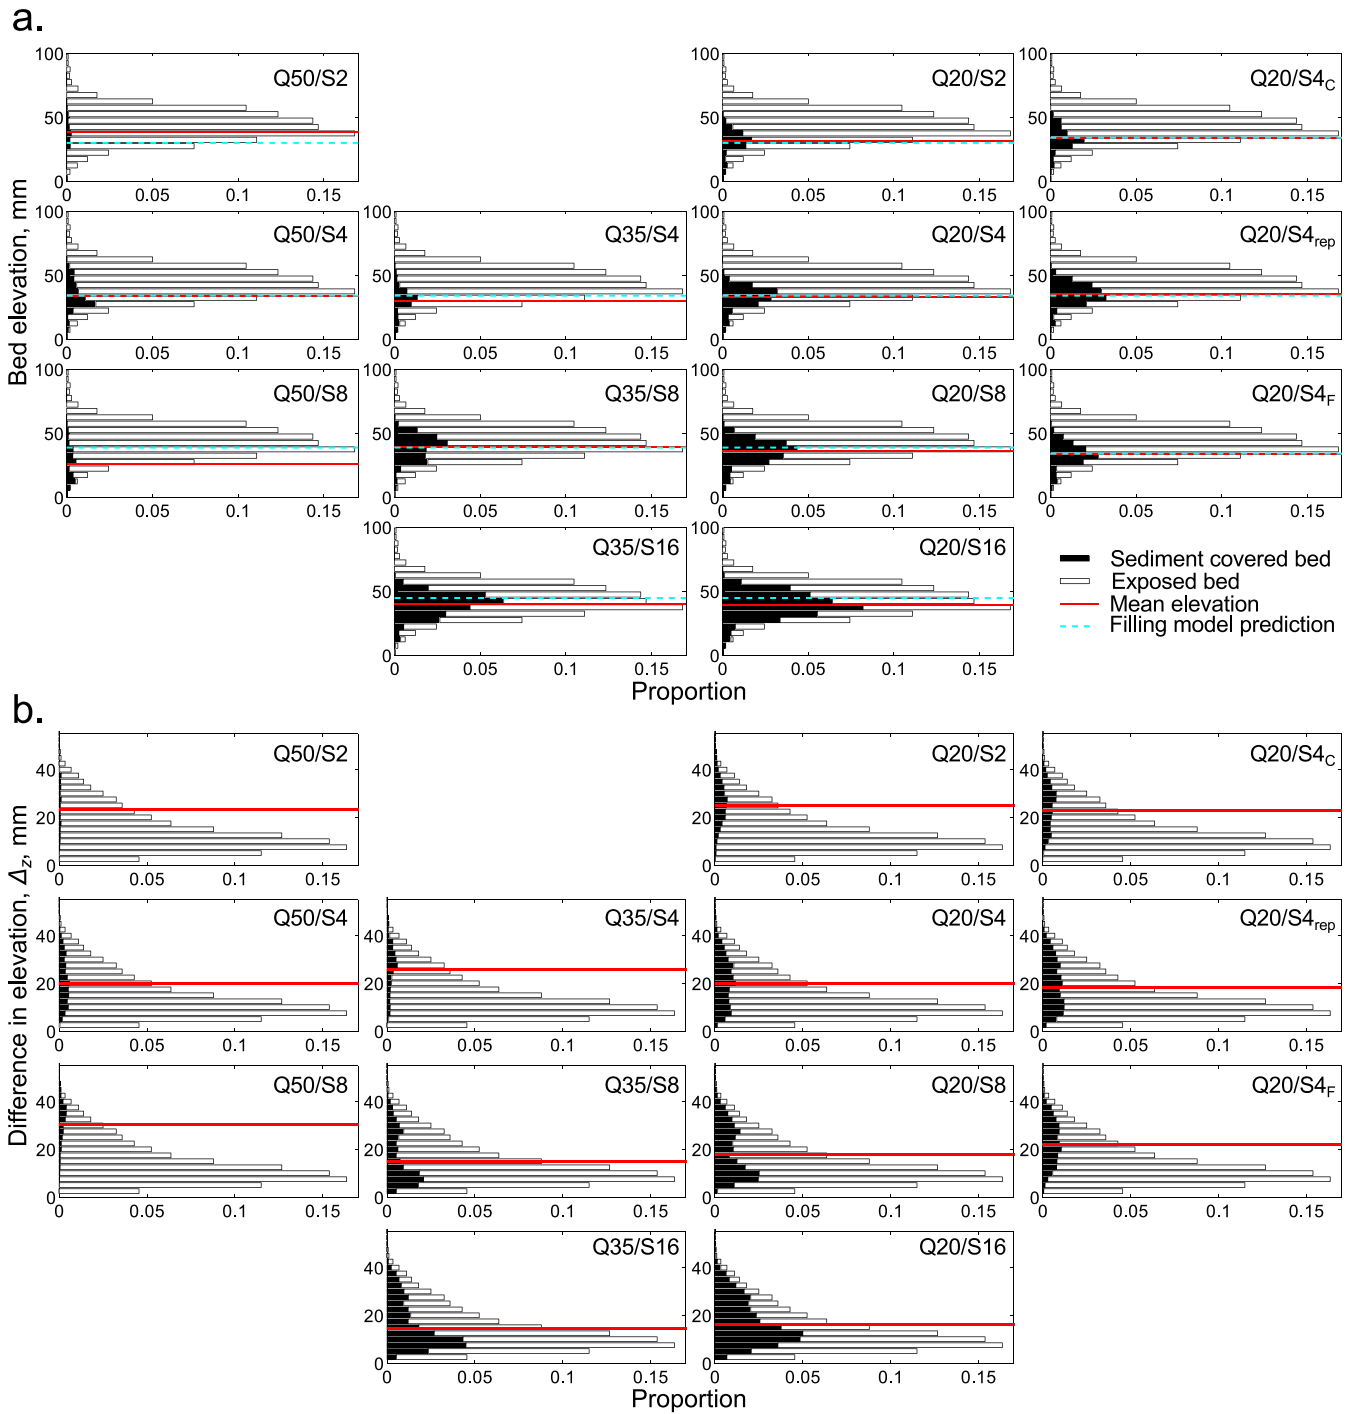 a.
Bed elevation, mm
100
50
0
0 0.05 0.1 0.15
Q50/S2
100
50
0
0 0.05 0.1 0.15
Q20/S2
100
50
0
0 0.05 0.1 0.15
Q20/S4C
100
50
0
0 0.05 0.1 0.15
Q50/S4
100
50
0
0 0.05 0.1 0.15
Q35/S4
100
50
0
0 0.05 0.1 0.15
Q20/S4
100
50
0
0 0.05 0.1 0.15
Q20/S4rep
100
50
0
0 0.05 0.1 0.15
Q50/S8
100
50
0
0 0.05 0.1 0.15
Q35/S8
100
50
0
0 0.05 0.1 0.15
Q20/S8
100
50
0
0 0.05 0.1 0.15
Q20/S4F
100
50
0
0 0.05 0.1 0.15
Q35/S16
100
50
0
0 0.05 0.1 0.15
Q20/S16
Sediment covered bed
Exposed bed
Mean elevation
Filling model prediction
Proportion
b.
Difference in elevation, Δz, mm
40
20
0
0 0.05 0.1 0.15
Q50/S2
40
20
0
0 0.05 0.1 0.15
Q20/S2
40
20
0
0 0.05 0.1 0.15
Q20/S4C
40
20
0
0 0.05 0.1 0.15
Q50/S4
40
20
0
0 0.05 0.1 0.15
Q35/S4
40
20
0
0 0.05 0.1 0.15
Q20/S4
40
20
0
0 0.05 0.1 0.15
Q20/S4rep
40
20
0
0 0.05 0.1 0.15
Q50/S8
40
20
0
0 0.05 0.1 0.15
Q35/S8
40
20
0
0 0.05 0.1 0.15
Q20/S8
40
20
0
0 0.05 0.1 0.15
Q20/S4F
40
20
0
0 0.05 0.1 0.15
Q35/S16
40
20
0
0 0.05 0.1 0.15
Q20/S16
Proportion